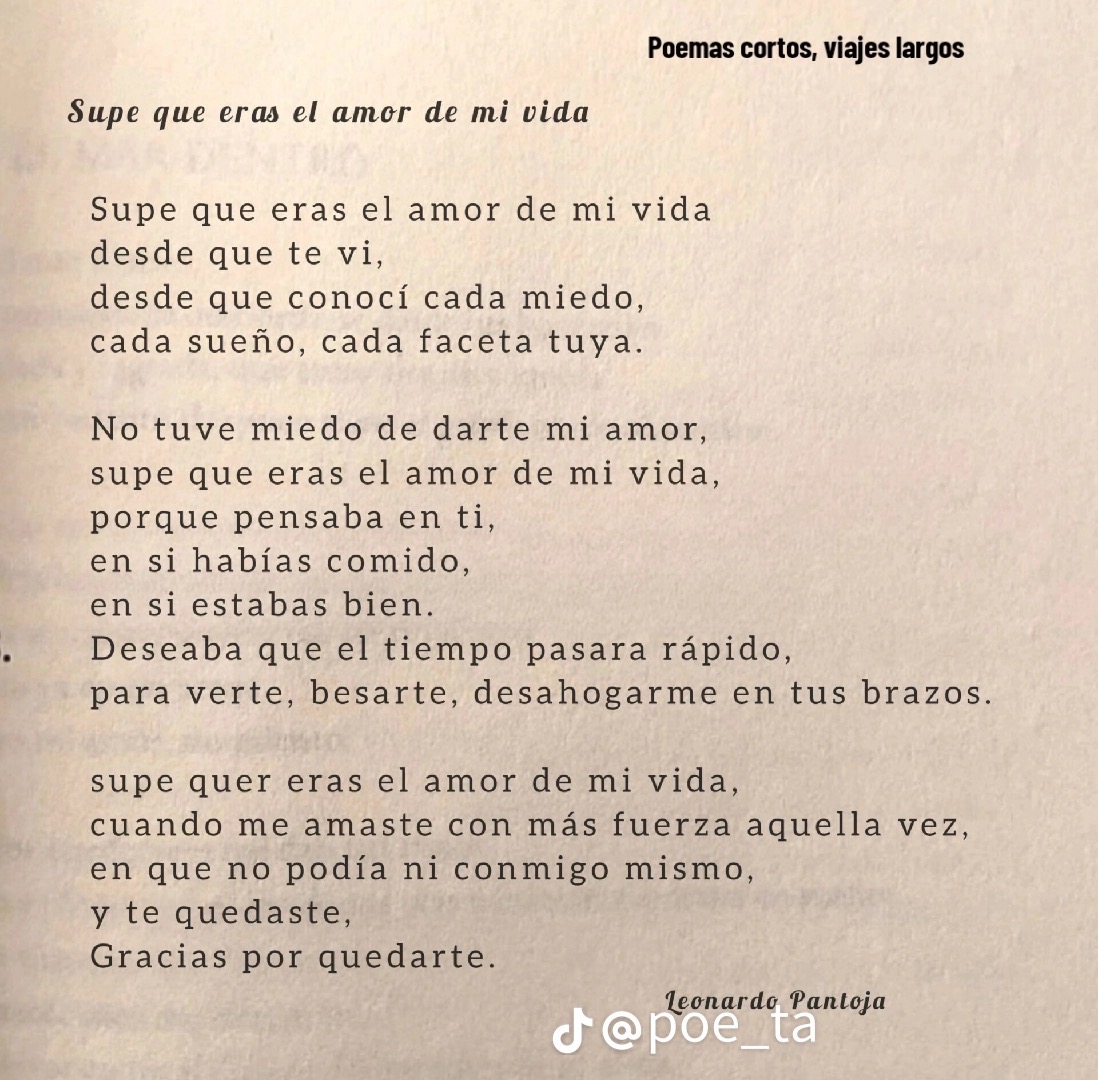 Poemas cortos, viajes largos
Supe que eras el amor de mi vida
Supe que eras el amor de mi vida
desde que te vi,
desde que conocí cada miedo,
cada sueño, cada faceta tuya.
No tuve miedo de darte mi amor,
supe que eras el amor de mi vida,
porque pensaba en ti,
en si habías comido,
en si estabas bien.
Deseaba que el tiempo pasara rápido,
para verte, besarte, desahogarme en tus brazos.
supe quer eras el amor de mi vida,
cuando me amaste con más fuerza aquella vez,
en que no podía ni conmigo mismo,
y te quedaste,
Gracias por quedarte.
Leonardo Pantoja
@poe_ta